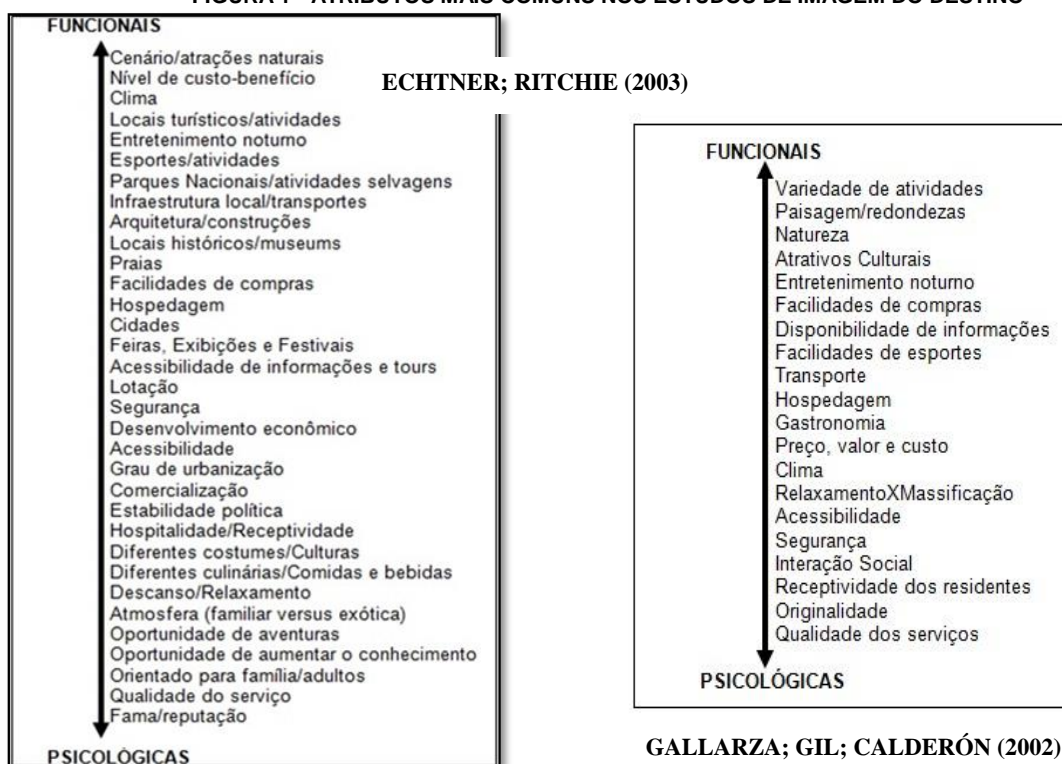 FIGURA 1 - ATRIBUTOS MAIS COMUNS NOS ESTUDOS DE IMAGEM DO DESTINO
FUNCIONAIS
Cenário/atrações naturais
Nível de custo-benefício
Clima
Locais turísticos/atividades
Entretenimento noturno
Esportes/atividades
Parques Nacionais/atividades selvagens
Infraestrutura local/transportes
Arquitetura/construções
Locais históricos/museums
Praias
Facilidades de compras
Hospedagem
Cidades
Feiras, Exibições e Festivais
Acessibilidade de informações e tours
Lotação
Segurança
Desenvolvimento econômico
Acessibilidade
Grau de urbanização
Comercialização
Estabilidade política
Hospitalidade/Receptividade
Diferentes costumes/Culturas
Diferentes culinárias/Comidas e bebidas
Descanso/Relaxamento
Atmosfera (familiar versus exótica)
Oportunidade de aventuras
Oportunidade de aumentar o conhecimento
Orientado para família/adultos
Qualidade do serviço
Fama/reputação
PSICOLÓGICAS
ECHTNER; RITCHIE (2003)
FUNCIONAIS
Variedade de atividades
Paisagem/redondezas
Natureza
Atrativos Culturais
Entretenimento noturno
Facilidades de compras
Disponibilidade de informações
Facilidades de esportes
Transporte
Hospedagem
Gastronomia
Preço, valor e custo
Clima
RelaxamentoXMassificação
Acessibilidade
Segurança
Interação Social
Receptividade dos residentes
Originalidade
Qualidade dos serviços
PSICOLÓGICAS
GALLARZA; GIL; CALDERÓN (2002)